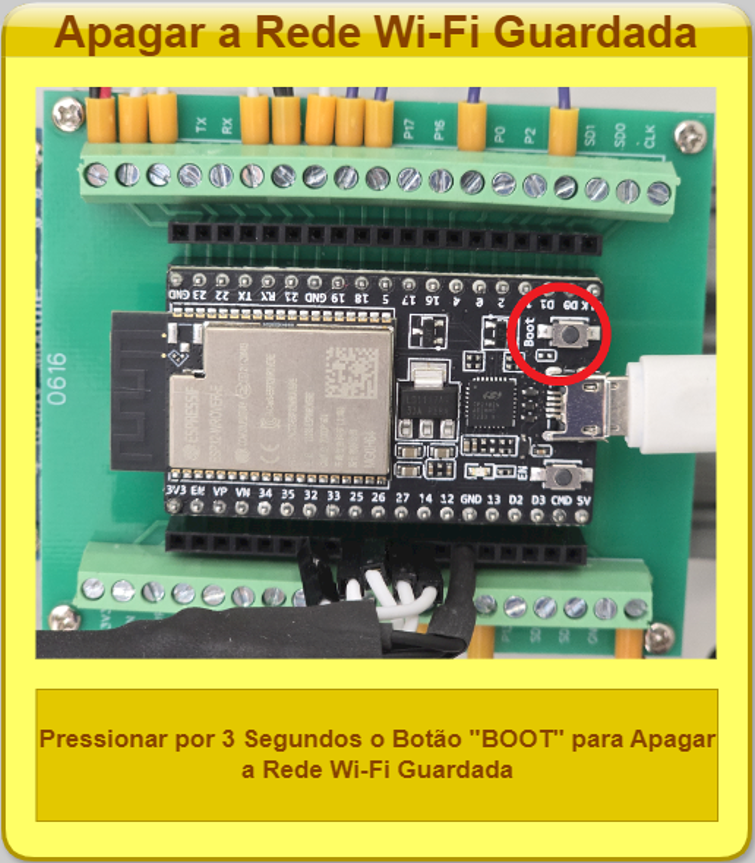 Apagar a Rede Wi-Fi Guardada
TX RX P17 P16 P0 P2 SD1 SD0 CLK
GND 23 22 TX RX 21 GND 19 18 5 17 16 4 0 2 D1 D0
Boot
0616
EN
3V3 EN VP VN 34 35 32 33 25 26 27 14 12 GND 13 D2 D3 CMD 5V
Pressionar por 3 Segundos o Botão "BOOT" para Apagar
a Rede Wi-Fi Guardada